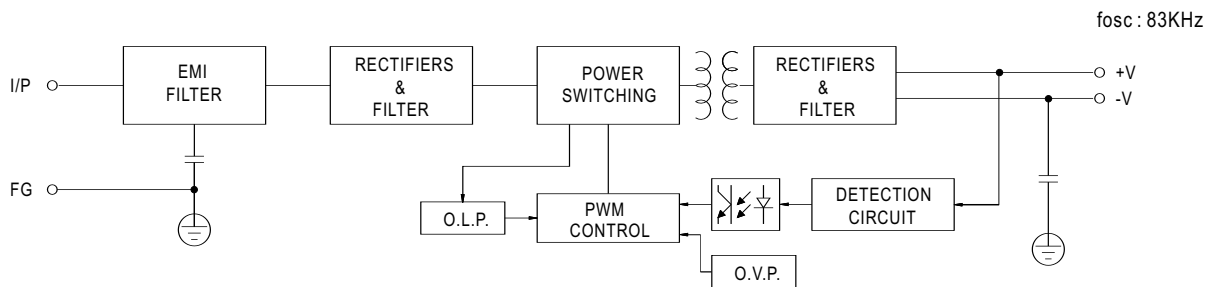 fosc : 83KHz
I/P
EMI
FILTER
RECTIFIERS
&
FILTER
POWER
SWITCHING
RECTIFIERS
&
FILTER
+V
-V
FG
O.L.P.
PWM
CONTROL
DETECTION
CIRCUIT
O.V.P.